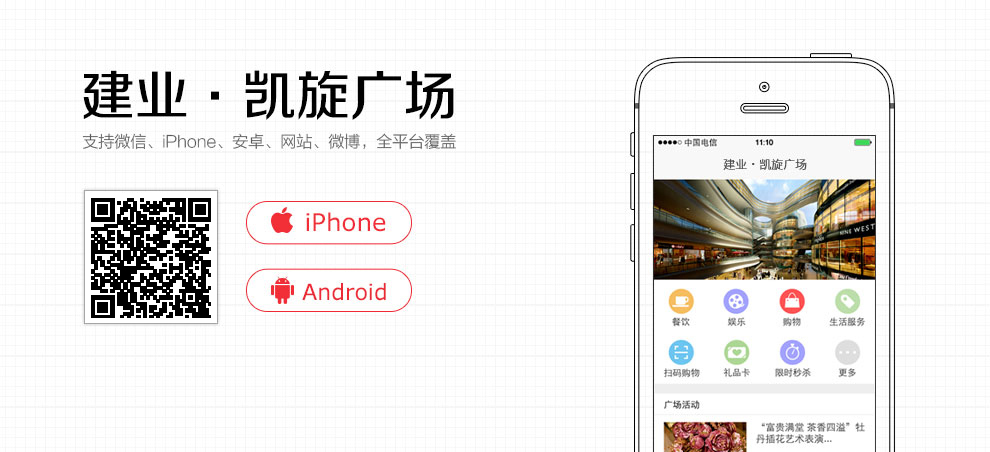 建业·凯旋广场
支持微信、iPhone、安卓、网站、微博，全平台覆盖
iPhone
Android
中国电信 11:10
建业·凯旋广场
NINE WEST
餐饮 娱乐 购物 生活服务
扫码购物 礼品卡 限时秒杀 更多
广场活动
“富贵满堂 茶香四溢”牡
丹插花艺术表演...